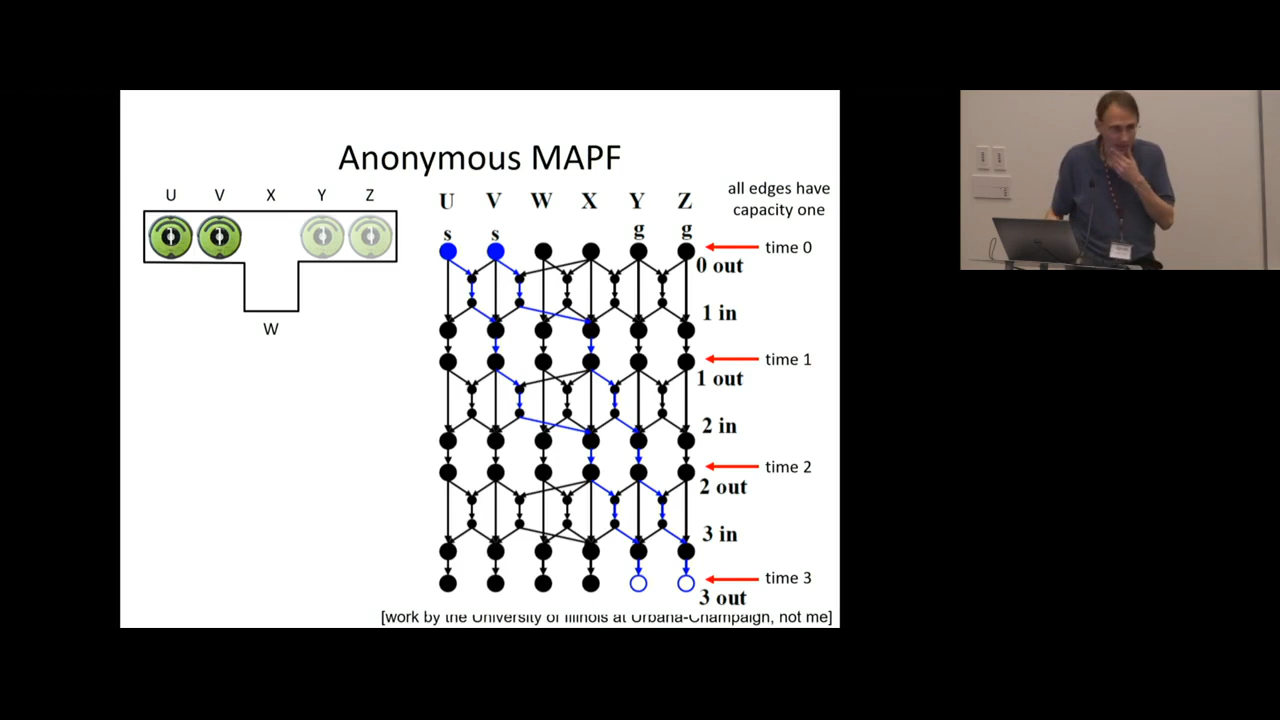 Anonymous MAPF
U V X Y Z
W
U V W X Y Z
s s g g
all edges have
capacity one
time 0
0 out
1 in
time 1
1 out
2 in
time 2
2 out
3 in
time 3
3 out
[work by the University of Illinois at Urbana-Champaign, not me]